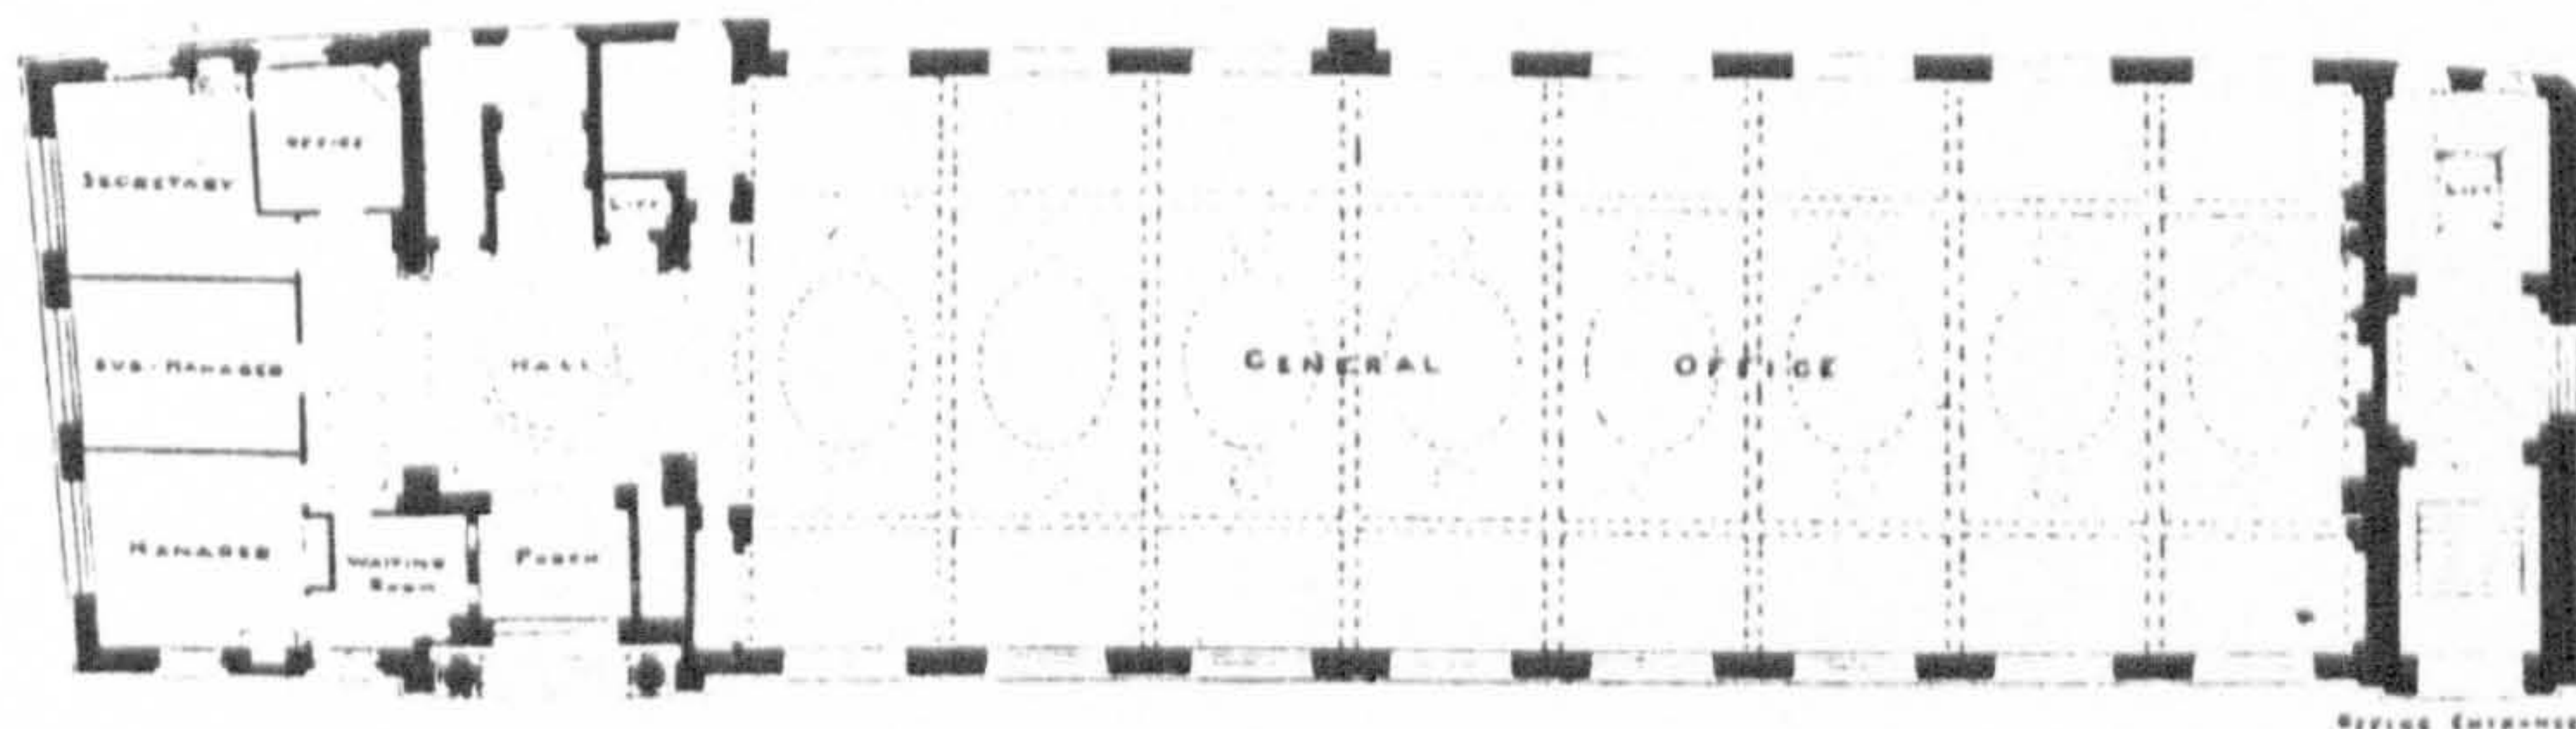 OFFICE
SECRETARY
LIFT
LIFT
SUB-MANAGER
HALL
GENERAL OFFICE
MANAGER
WAITING
ROOM
PORCH
OFFICE ENTRANCE